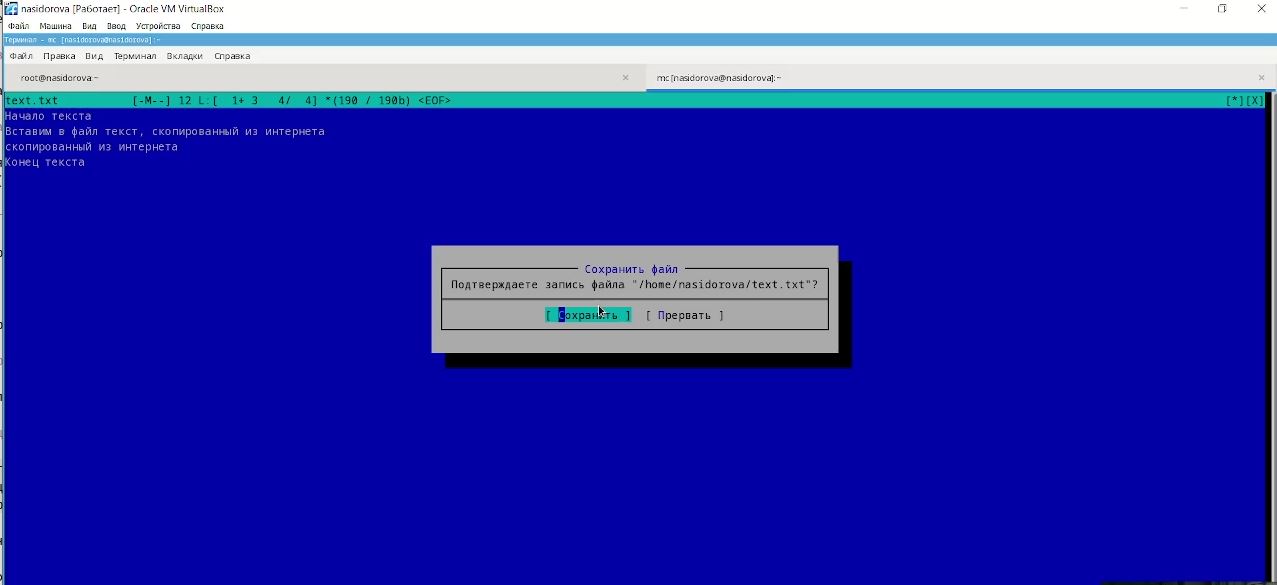 nasidorova [Работает] - Oracle VM VirtualBox
Файл Машина Вид Ввод Устройства Справка
Терминал - mc [nasidorova@nasidorova]:~
Файл Правка Вид Терминал Вкладки Справка
root@nasidorova:~ mc [nasidorova@nasidorova]:~
text.txt [-M--] 12 L:[ 1+ 3 4/ 4] *(190 / 190b) <EOF> [*][X]
Начало текста
Вставим в файл текст, скопированный из интернета
скопированный из интернета
Конец текста
Сохранить файл
Подтверждаете запись файла "/home/nasidorova/text.txt"?
[ Сохранить ] [ Прервать ]